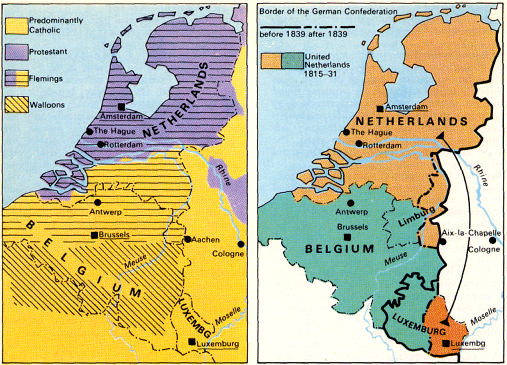 Predominantly
Catholic
Protestant
Flemings
Walloons
NETHERLANDS
Amsterdam
The Hague
Rotterdam
Rhine
Antwerp
BELGIUM
Brussels
Aachen
Cologne
Meuse
LUXEMBG
Moselle
Luxemburg
Border of the German Confederation
before 1839 after 1839
United
Netherlands
1815–31
Amsterdam
NETHERLANDS
The Hague
Rotterdam
Rhine
Antwerp
Limburg
Brussels
BELGIUM
Aix-la-Chapelle
Cologne
Meuse
LUXEMBURG
Moselle
Luxembg